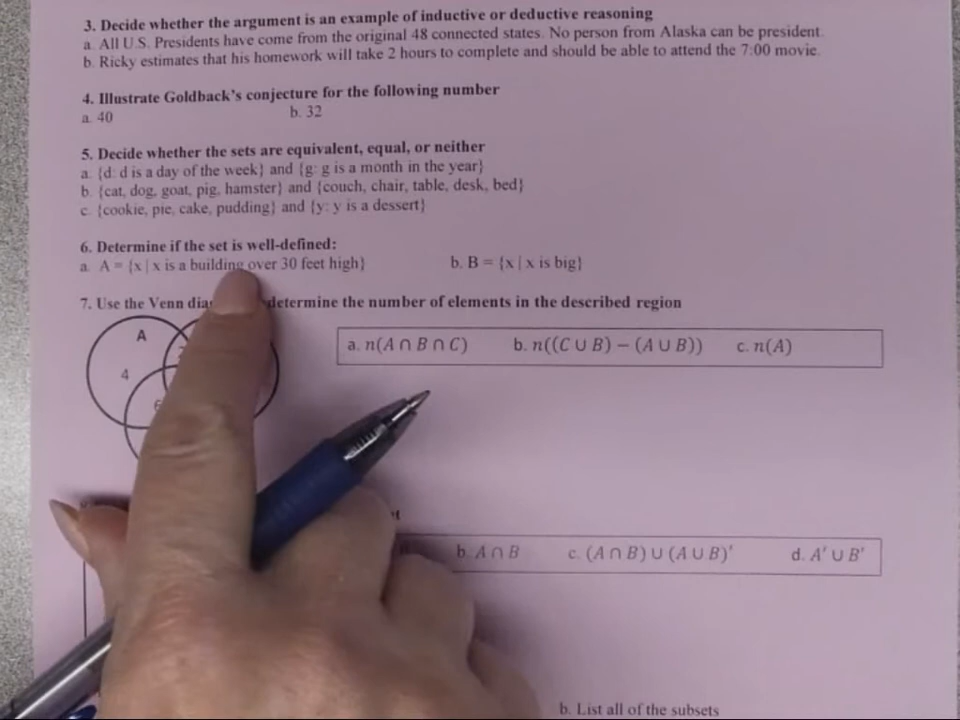 3. Decide whether the argument is an example of inductive or deductive reasoning
a. All U.S. Presidents have come from the original 48 connected states. No person from Alaska can be president.
b. Ricky estimates that his homework will take 2 hours to complete and should be able to attend the 7:00 movie.
4. Illustrate Goldback's conjecture for the following number
a. 40 b. 32
5. Decide whether the sets are equivalent, equal, or neither
a. {d: d is a day of the week} and {g: g is a month in the year}
b. {cat, dog, goat, pig, hamster} and {couch, chair, table, desk, bed}
c. {cookie, pie, cake, pudding} and {y: y is a dessert}
6. Determine if the set is well-defined:
a. A = {x | x is a building over 30 feet high} b. B = {x | x is big}
7. Use the Venn determine the number of elements in the described region
A
a. n(A ∩ B ∩ C) b. n((C ∪ B) − (A ∪ B)) c. n(A)
4
b. A ∩ B c. (A ∩ B) ∪ (A ∪ B)' d. A' ∪ B'
b. List all of the subsets